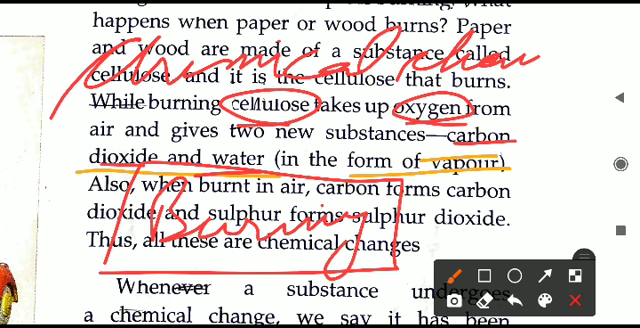 happens when paper or wood burns? Paper
and wood are made of a substance called
cellulose, and it is the cellulose that burns.
While burning cellulose takes up oxygen from
air and gives two new substances—carbon
dioxide and water (in the form of vapour).
Also, when burnt in air, carbon forms carbon
dioxide and sulphur forms sulphur dioxide.
Thus, all these are chemical changes
Whenever a substance undergoes
a chemical change, we say it has been
Chemical chan
Burning